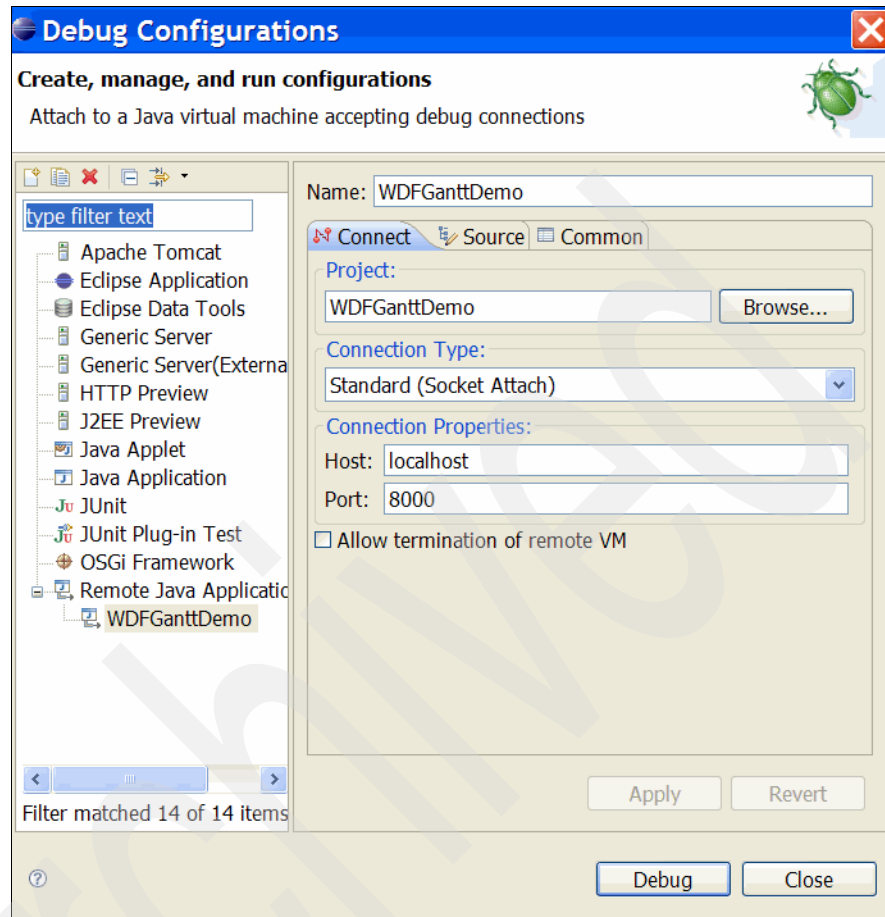 Debug Configurations
Create, manage, and run configurations
Attach to a Java virtual machine accepting debug connections
type filter text
Apache Tomcat
Eclipse Application
Eclipse Data Tools
Generic Server
Generic Server(Externa
HTTP Preview
J2EE Preview
Java Applet
Java Application
Ju JUnit
Jü JUnit Plug-in Test
OSGi Framework
Remote Java Applicatic
WDFGanttDemo
Filter matched 14 of 14 items
Name: WDFGanttDemo
Connect Source Common
Project:
WDFGanttDemo Browse...
Connection Type:
Standard (Socket Attach)
Connection Properties:
Host: localhost
Port: 8000
Allow termination of remote VM
Apply Revert
? Debug Close
Archived